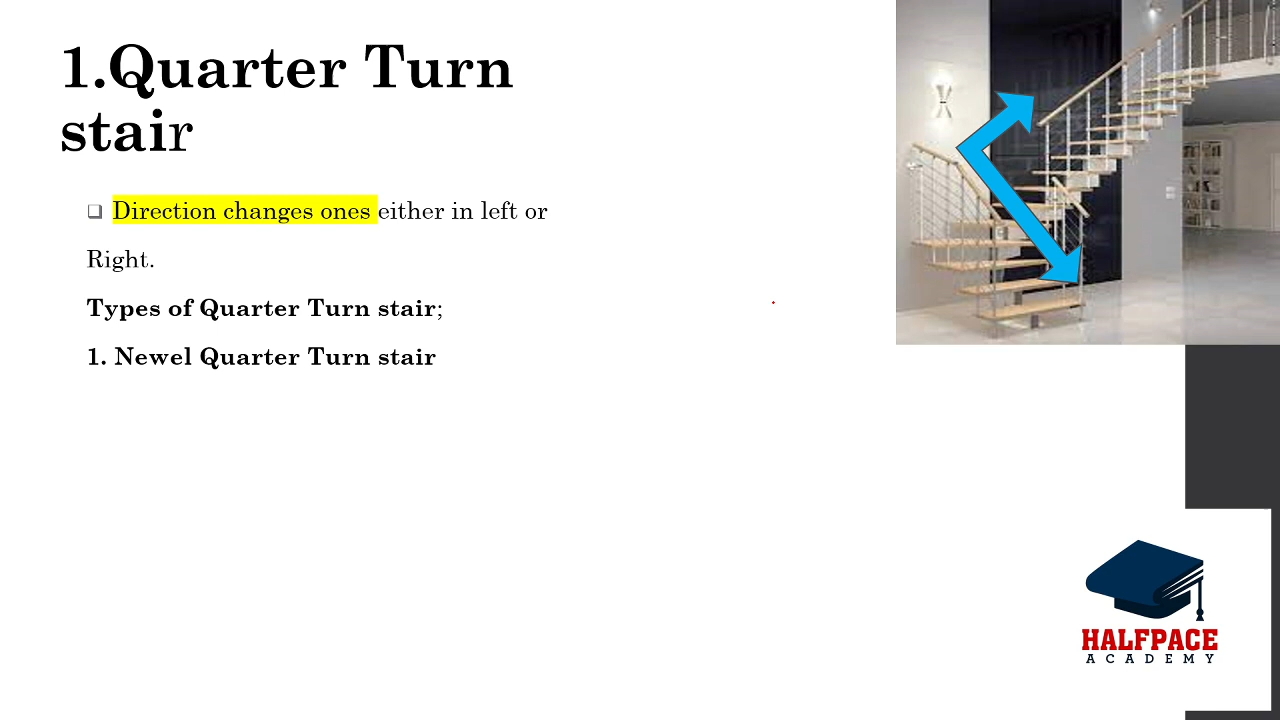 1.Quarter Turn
stair
❑ Direction changes ones either in left or
Right.
Types of Quarter Turn stair;
1. Newel Quarter Turn stair
HALFPACE
ACADEMY